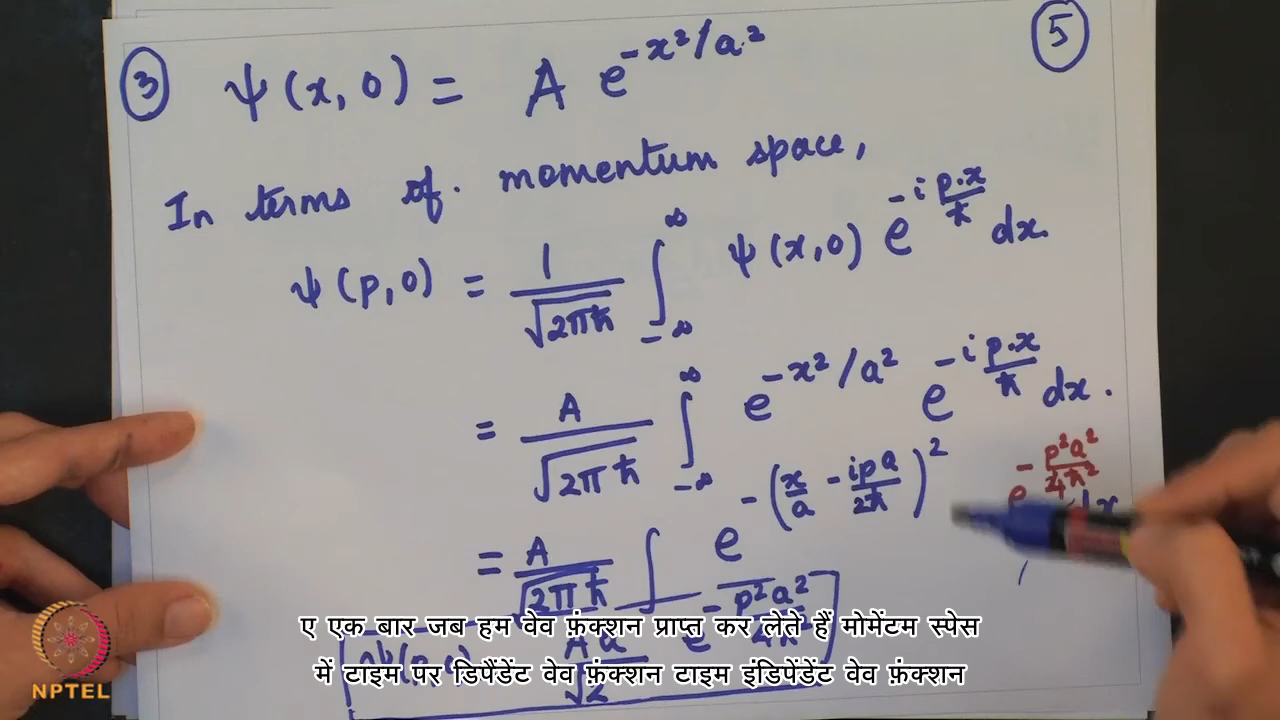 ③ ψ(x,0) = A e^{-x²/a²} ⑤
In terms of momentum space,
ψ(p,0) = 1/√(2πħ) ∫_{-∞}^{∞} ψ(x,0) e^{-i p·x/ħ} dx
= A/√(2πħ) ∫_{-∞}^{∞} e^{-x²/a²} e^{-i p·x/ħ} dx.
= A/√(2πħ) ∫ e^{-(x/a - ipa/2ħ)²} e^{-p²a²/4ħ²} dx
e^{-p²a²/4ħ²}
ए एक बार जब हम वेव फ़ंक्शन प्राप्त कर लेते हैं मोमेंटम स्पेस
में टाइम पर डिपैंडेंट वेव फ़ंक्शन टाइम इंडिपेंडेंट वेव फ़ंक्शन
NPTEL